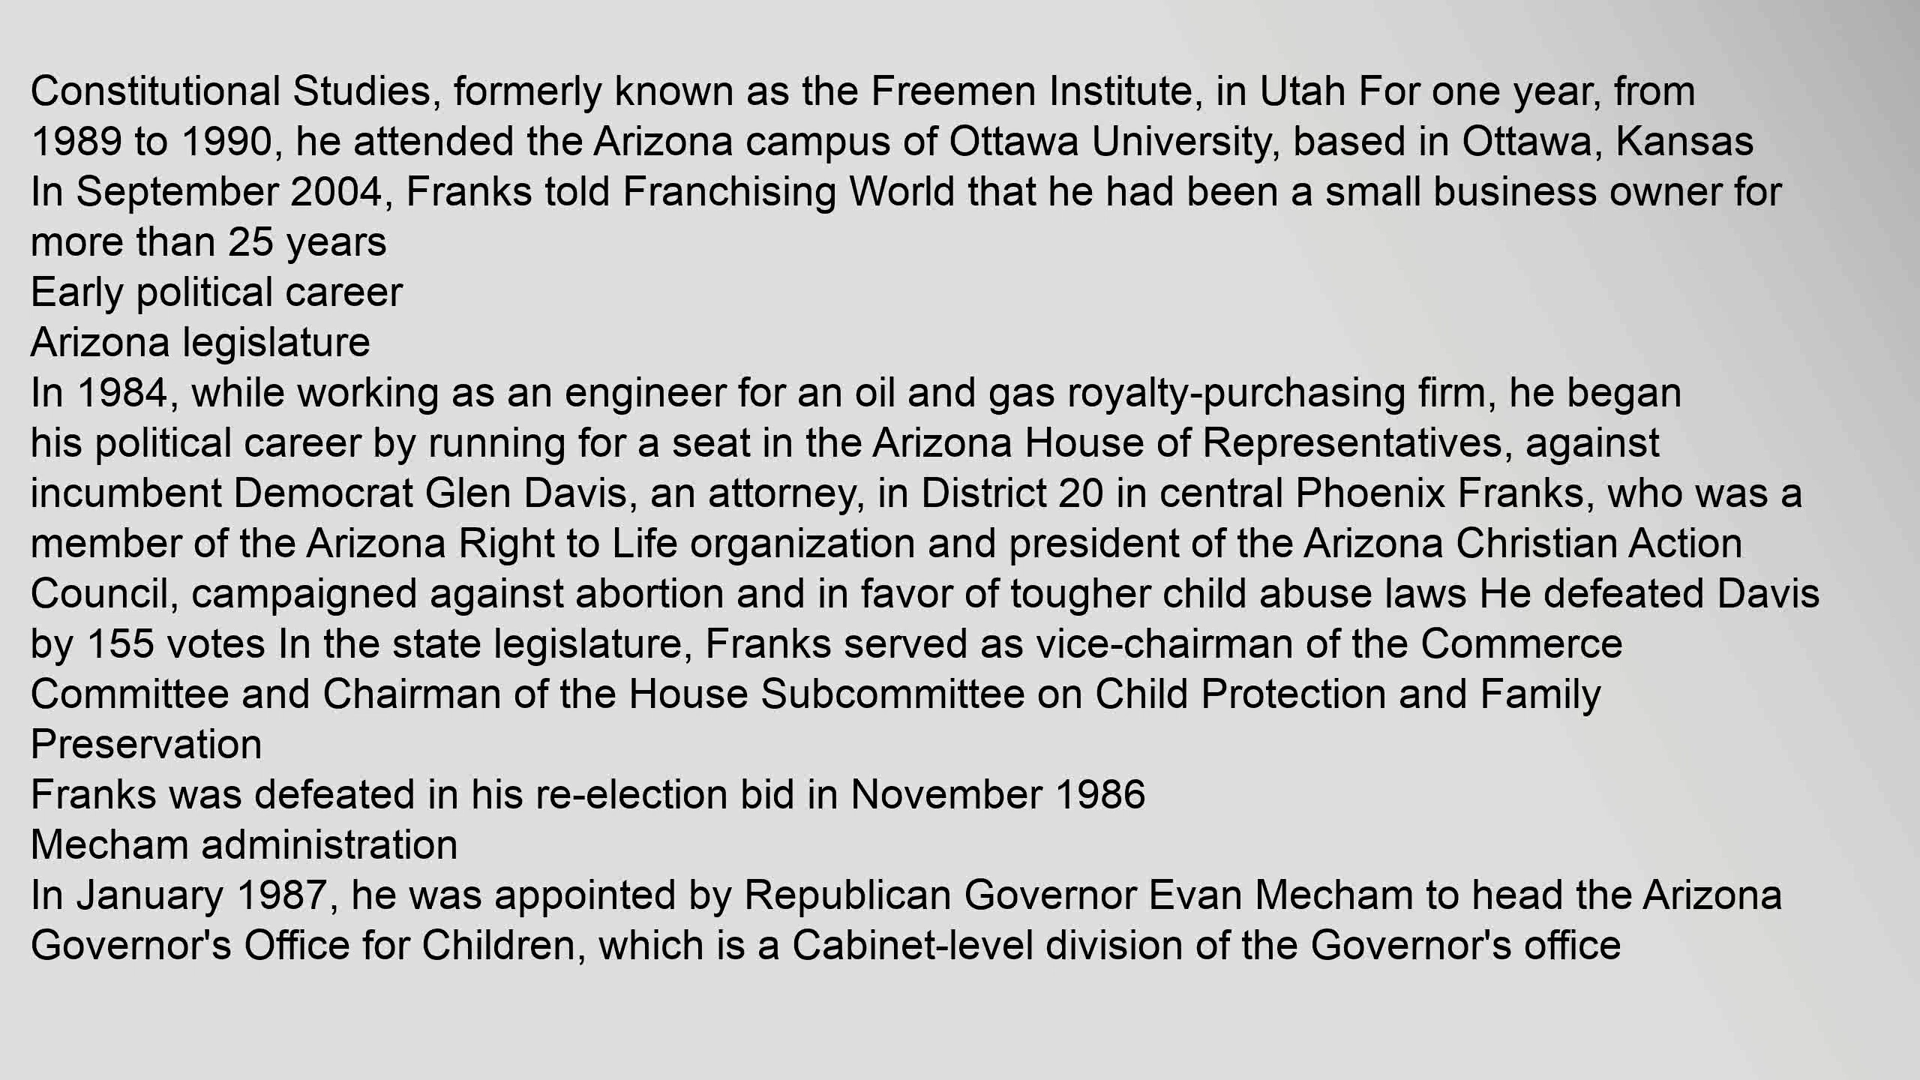 Constitutional Studies, formerly known as the Freemen Institute, in Utah For one year, from
1989 to 1990, he attended the Arizona campus of Ottawa University, based in Ottawa, Kansas
In September 2004, Franks told Franchising World that he had been a small business owner for
more than 25 years
Early political career
Arizona legislature
In 1984, while working as an engineer for an oil and gas royalty-purchasing firm, he began
his political career by running for a seat in the Arizona House of Representatives, against
incumbent Democrat Glen Davis, an attorney, in District 20 in central Phoenix Franks, who was a
member of the Arizona Right to Life organization and president of the Arizona Christian Action
Council, campaigned against abortion and in favor of tougher child abuse laws He defeated Davis
by 155 votes In the state legislature, Franks served as vice-chairman of the Commerce
Committee and Chairman of the House Subcommittee on Child Protection and Family
Preservation
Franks was defeated in his re-election bid in November 1986
Mecham administration
In January 1987, he was appointed by Republican Governor Evan Mecham to head the Arizona
Governor's Office for Children, which is a Cabinet-level division of the Governor's office